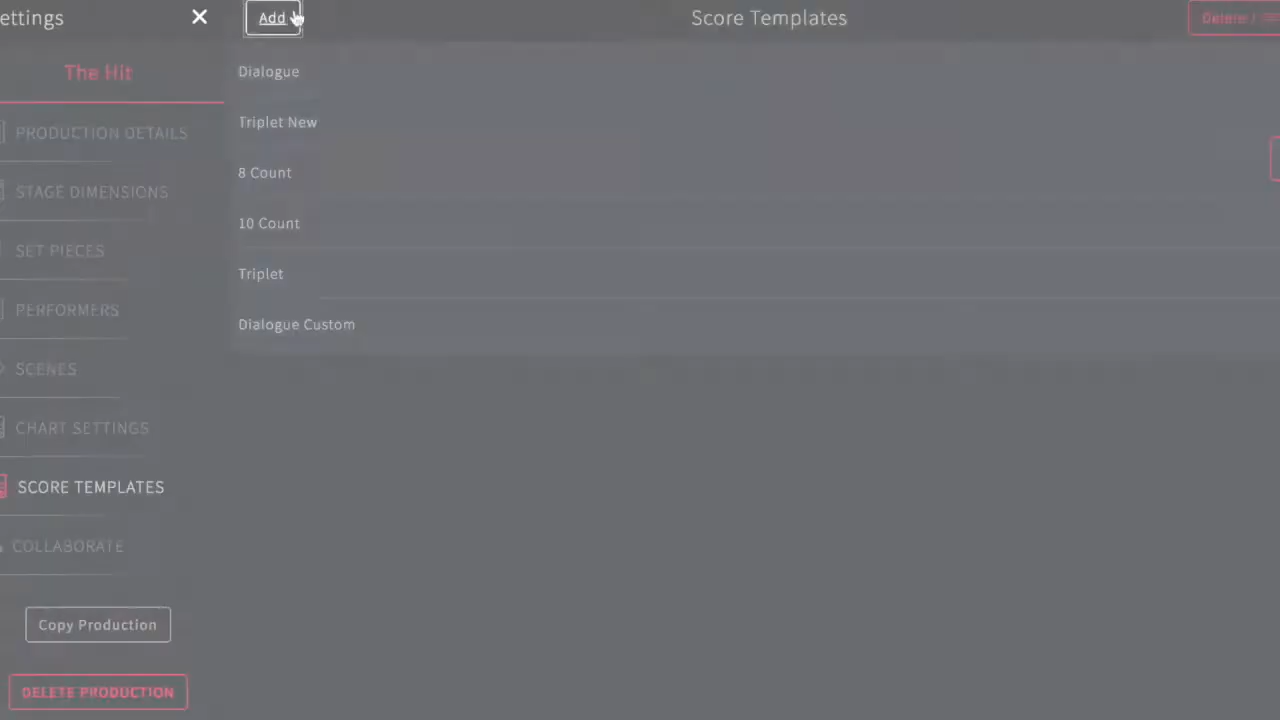 ettings
Add
Score Templates
Delete /
The Hit
PRODUCTION DETAILS
STAGE DIMENSIONS
SET PIECES
PERFORMERS
SCENES
CHART SETTINGS
SCORE TEMPLATES
COLLABORATE
Copy Production
DELETE PRODUCTION
Dialogue
Triplet New
8 Count
10 Count
Triplet
Dialogue Custom